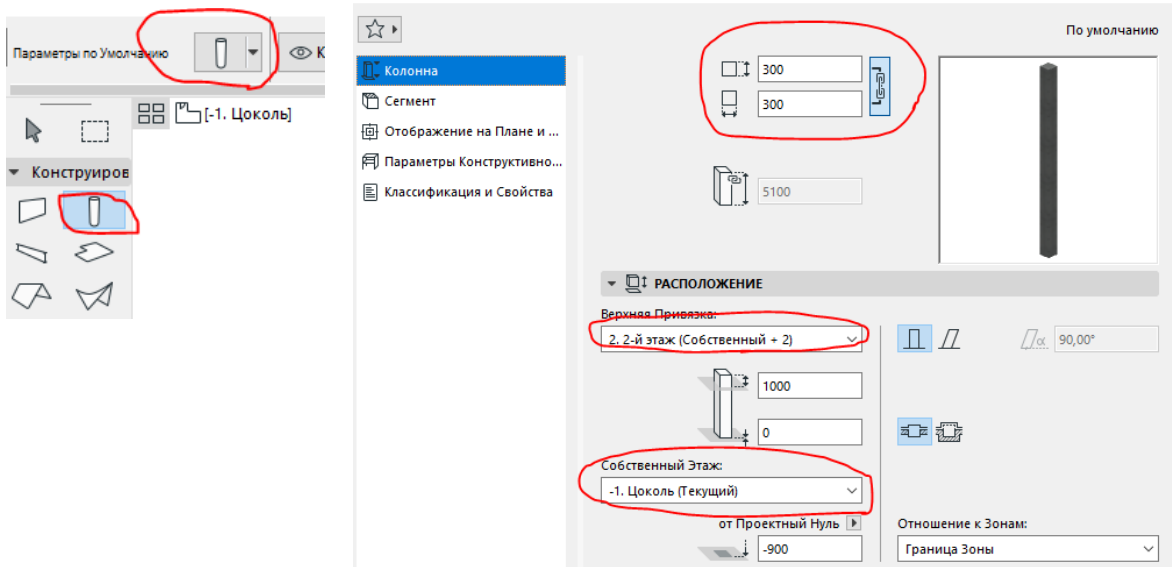 Параметры по Умолчанию
К
[-1. Цоколь]
Конструиров
По умолчанию
Колонна
Сегмент
Отображение на Плане и ...
Параметры Конструктивно...
Классификация и Свойства
300
300
5100
РАСПОЛОЖЕНИЕ
Верхняя Привязка:
2. 2-й этаж (Собственный + 2)
α 90,00°
1000
0
Собственный Этаж:
-1. Цоколь (Текущий)
от Проектный Нуль
Отношение к Зонам:
-900
Граница Зоны